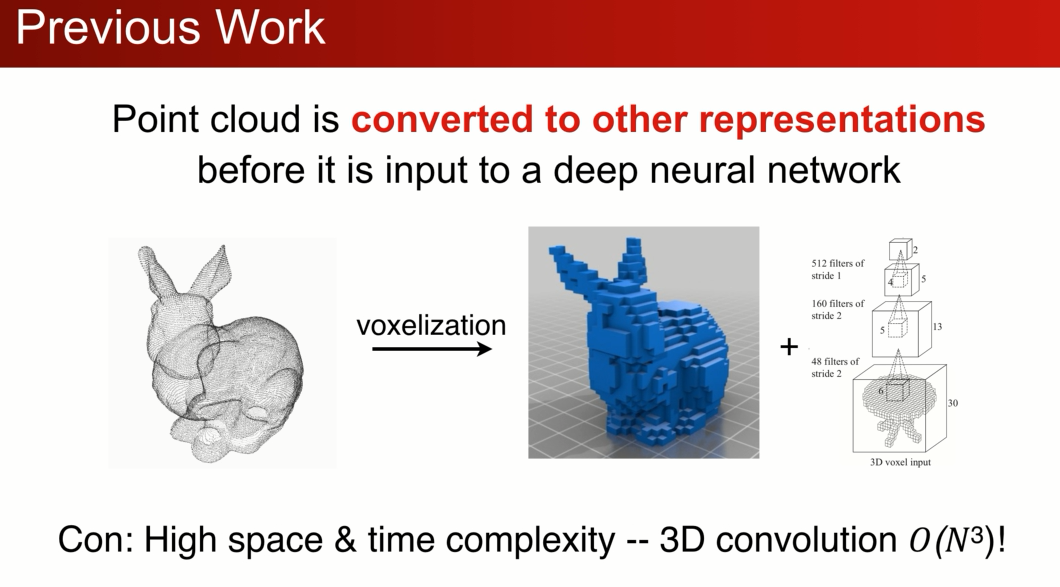 Previous Work
Point cloud is converted to other representations
before it is input to a deep neural network
voxelization
+
512 filters of
stride 1
160 filters of
stride 2
48 filters of
stride 2
2
4
5
5
13
6
30
3D voxel input
Con: High space & time complexity -- 3D convolution O(N³)!